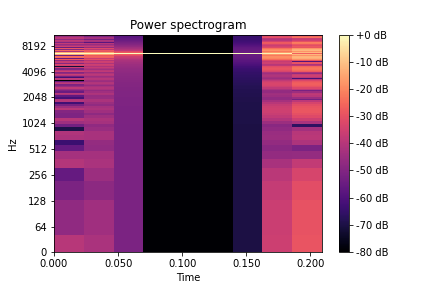 Power spectrogram
8192
4096
2048
1024
512
256
128
64
0
Hz
0.000 0.050 0.100 0.150 0.200
Time
+0 dB
-10 dB
-20 dB
-30 dB
-40 dB
-50 dB
-60 dB
-70 dB
-80 dB